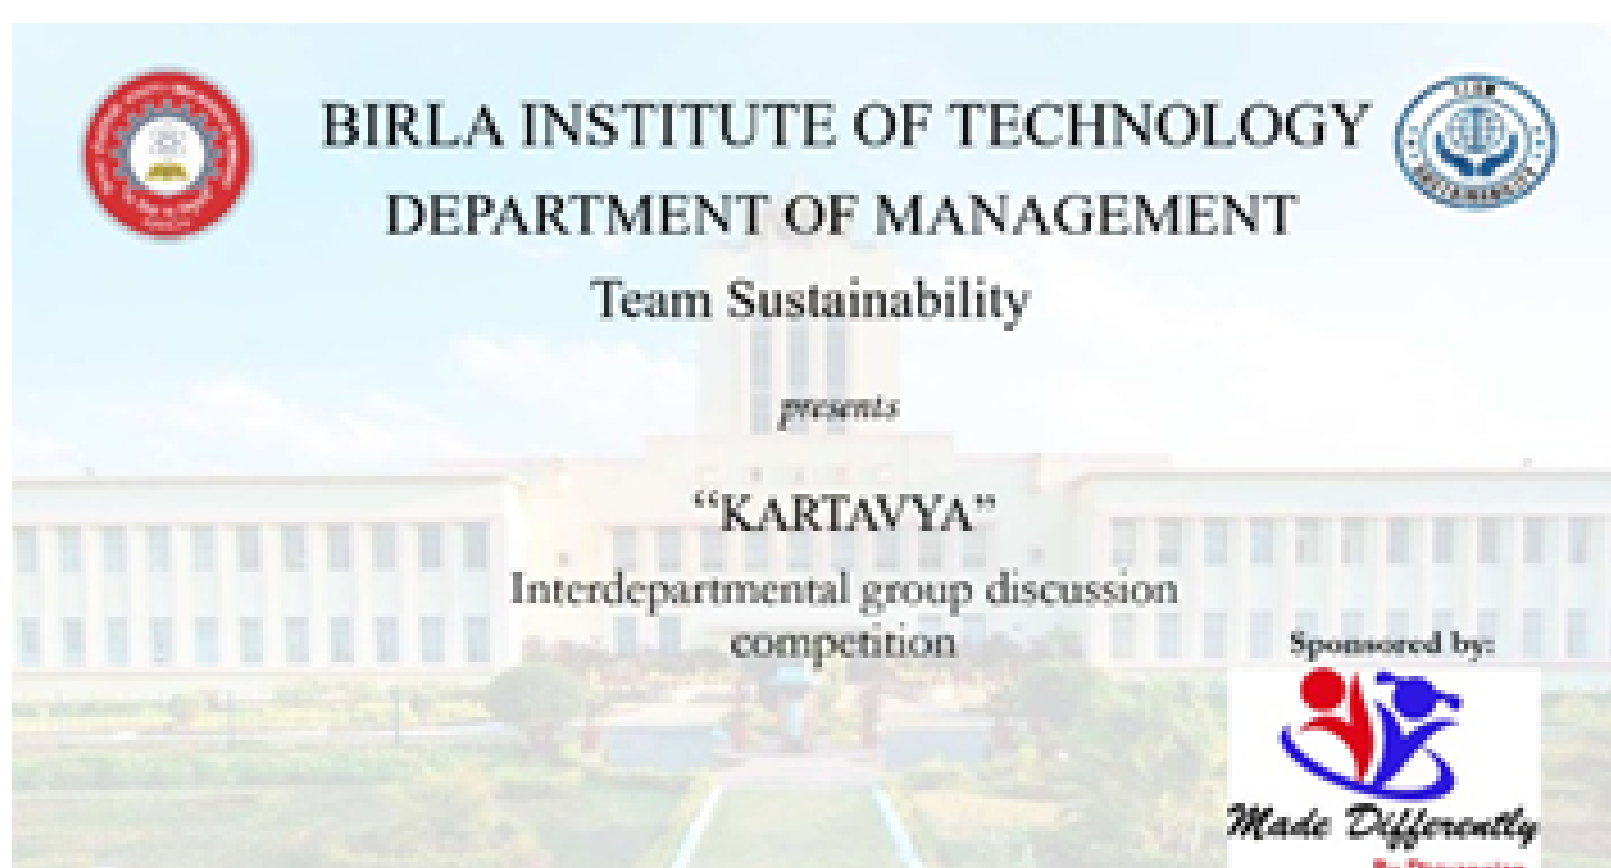 BIRLA INSTITUTE OF TECHNOLOGY
DEPARTMENT OF MANAGEMENT
Team Sustainability
presents
“KARTAVYA”
Interdepartmental group discussion
competition
Sponsored by:
Made Differently
SUSTAINABILITY